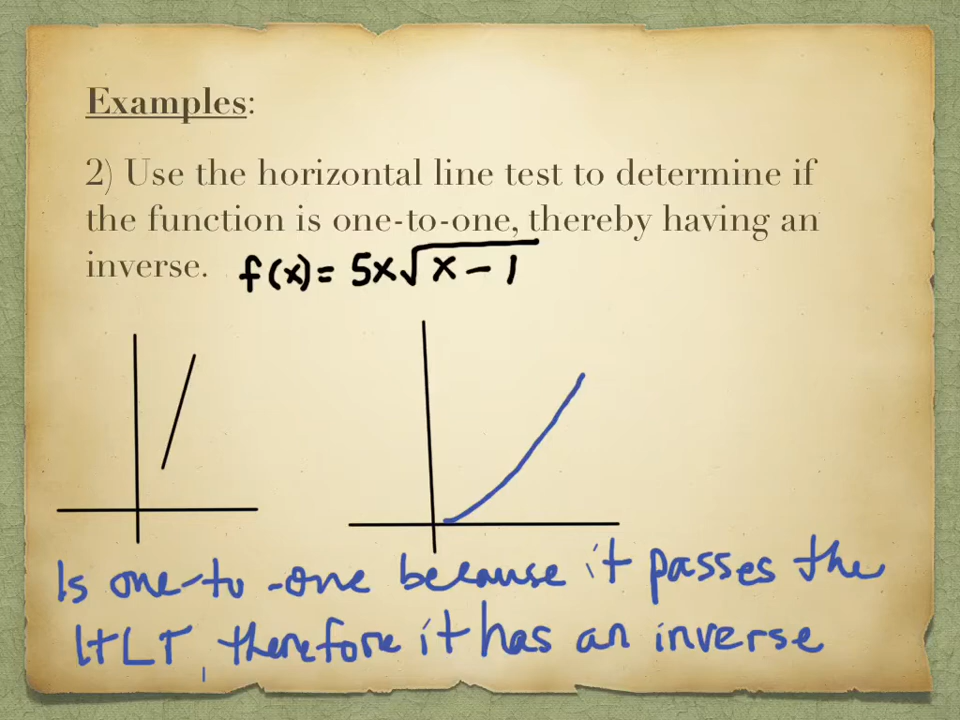 Examples:
2) Use the horizontal line test to determine if
the function is one-to-one, thereby having an
inverse. f(x) = 5x√x - 1
Is one-to-one because it passes the
HLT, therefore it has an inverse